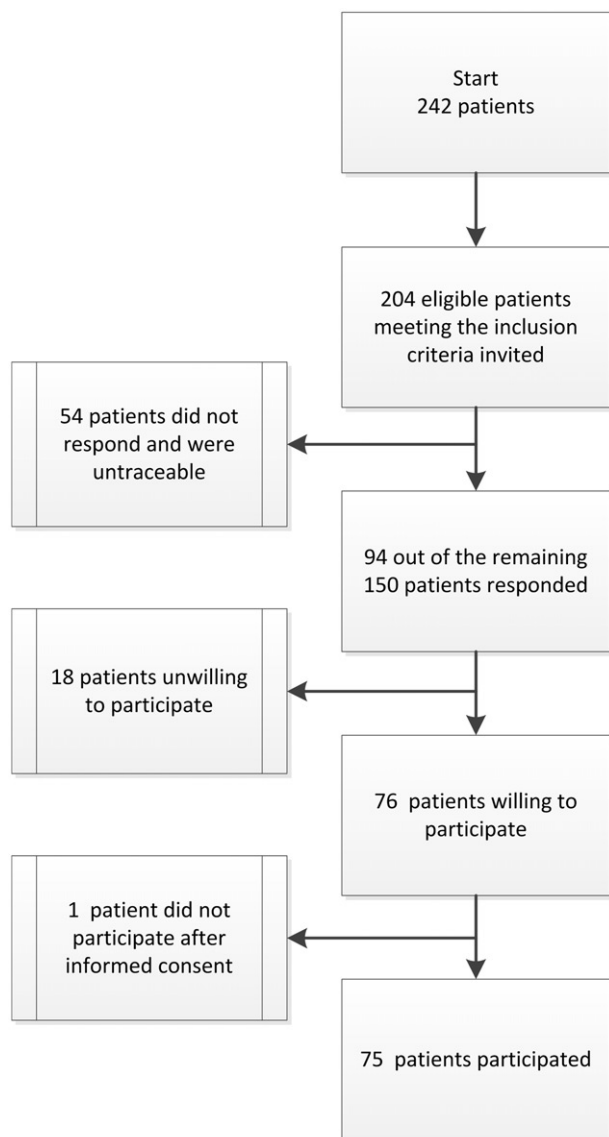 Start
242 patients
204 eligible patients
meeting the inclusion
criteria invited
54 patients did not
respond and were
untraceable
94 out of the remaining
150 patients responded
18 patients unwilling
to participate
76 patients willing to
participate
1 patient did not
participate after
informed consent
75 patients participated